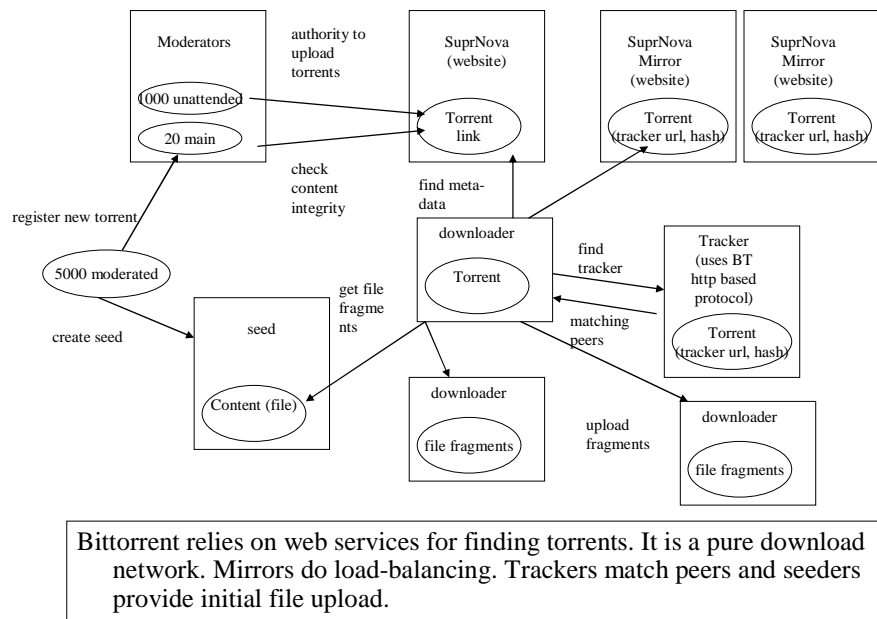 Moderators
1000 unattended
20 main
authority to
upload
torrents
SuprNova
(website)
Torrent
link
SuprNova
Mirror
(website)
Torrent
(tracker url, hash)
SuprNova
Mirror
(website)
Torrent
(tracker url, hash)
check
content
integrity
find meta-
data
register new torrent
5000 moderated
create seed
downloader
Torrent
find
tracker
matching
peers
Tracker
(uses BT
http based
protocol)
Torrent
(tracker url, hash)
get file
fragme
nts
seed
Content (file)
downloader
file fragments
upload
fragments
downloader
file fragments
Bittorrent relies on web services for finding torrents. It is a pure download
network. Mirrors do load-balancing. Trackers match peers and seeders
provide initial file upload.